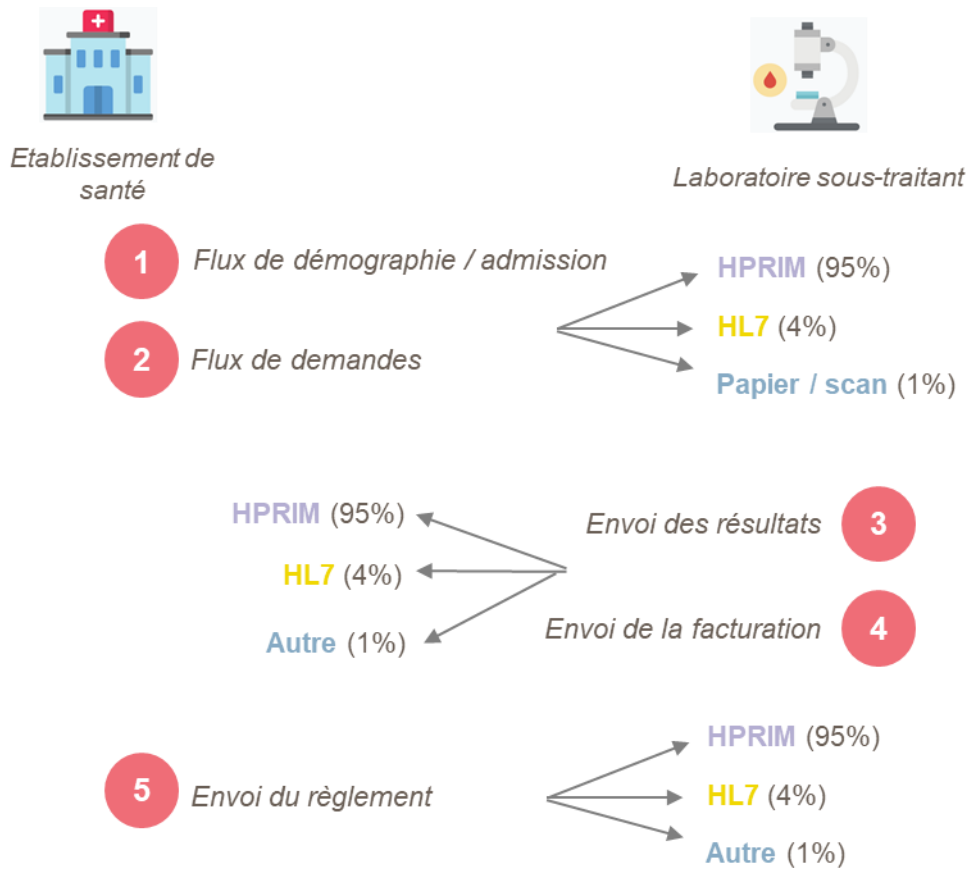 Etablissement de
santé
Laboratoire sous-traitant
1
Flux de démographie / admission
2
Flux de demandes
HPRIM (95%)
HL7 (4%)
Papier / scan (1%)
HPRIM (95%)
HL7 (4%)
Autre (1%)
Envoi des résultats
3
Envoi de la facturation
4
5
Envoi du règlement
HPRIM (95%)
HL7 (4%)
Autre (1%)